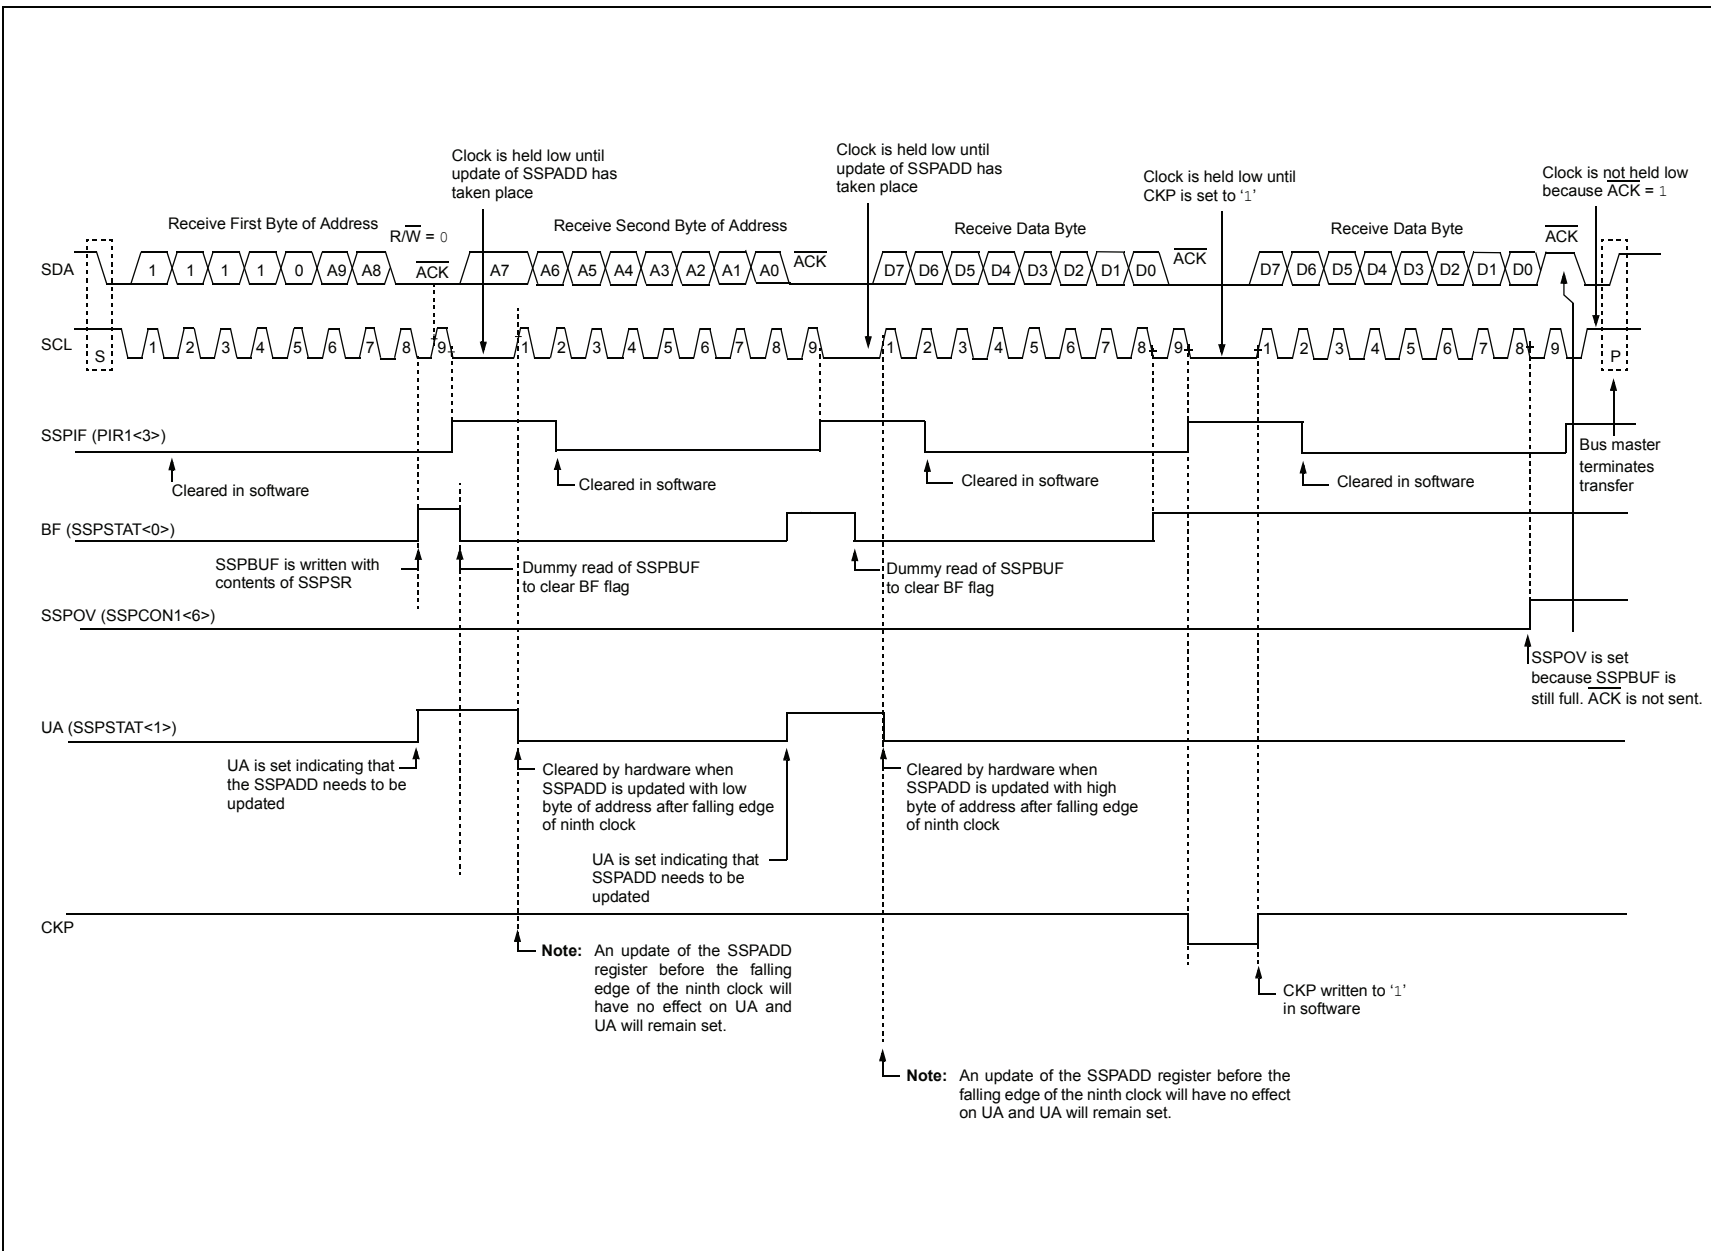 Clock is held low until
update of SSPADD has
taken place
Clock is held low until
update of SSPADD has
taken place
Clock is held low until
CKP is set to ‘1’
Clock is not held low
because ACK = 1
Receive First Byte of Address
R/W = 0
Receive Second Byte of Address
Receive Data Byte
Receive Data Byte
ACK
SDA
1 1 1 1 0 A9 A8
ACK
A7 A6 A5 A4 A3 A2 A1 A0
ACK
D7 D6 D5 D4 D3 D2 D1 D0
ACK
D7 D6 D5 D4 D3 D2 D1 D0
SCL
S
1 2 3 4 5 6 7 8 9
1 2 3 4 5 6 7 8 9
1 2 3 4 5 6 7 8 9
1 2 3 4 5 6 7 8 9
P
SSPIF (PIR1<3>)
Cleared in software
Cleared in software
Cleared in software
Cleared in software
Bus master
terminates
transfer
BF (SSPSTAT<0>)
SSPBUF is written with
contents of SSPSR
Dummy read of SSPBUF
to clear BF flag
Dummy read of SSPBUF
to clear BF flag
SSPOV (SSPCON1<6>)
SSPOV is set
because SSPBUF is
still full. ACK is not sent.
UA (SSPSTAT<1>)
UA is set indicating that
the SSPADD needs to be
updated
Cleared by hardware when
SSPADD is updated with low
byte of address after falling edge
of ninth clock
UA is set indicating that
SSPADD needs to be
updated
Cleared by hardware when
SSPADD is updated with high
byte of address after falling edge
of ninth clock
CKP
Note: An update of the SSPADD
register before the falling
edge of the ninth clock will
have no effect on UA and
UA will remain set.
CKP written to ‘1’
in software
Note: An update of the SSPADD register before the
falling edge of the ninth clock will have no effect
on UA and UA will remain set.